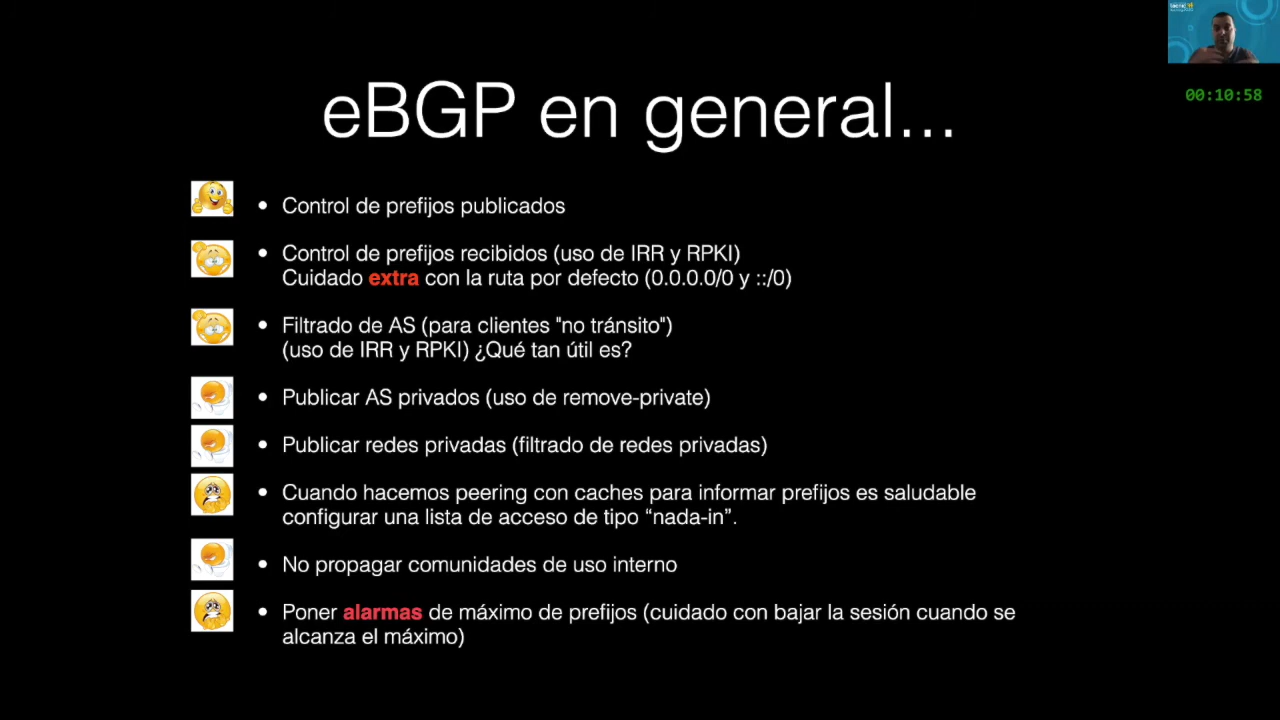 00:10:58
eBGP en general...
• Control de prefijos publicados
• Control de prefijos recibidos (uso de IRR y RPKI)
Cuidado extra con la ruta por defecto (0.0.0.0/0 y ::/0)
• Filtrado de AS (para clientes "no tránsito")
(uso de IRR y RPKI) ¿Qué tan útil es?
• Publicar AS privados (uso de remove-private)
• Publicar redes privadas (filtrado de redes privadas)
• Cuando hacemos peering con caches para informar prefijos es saludable
configurar una lista de acceso de tipo “nada-in”.
• No propagar comunidades de uso interno
• Poner alarmas de máximo de prefijos (cuidado con bajar la sesión cuando se
alcanza el máximo)